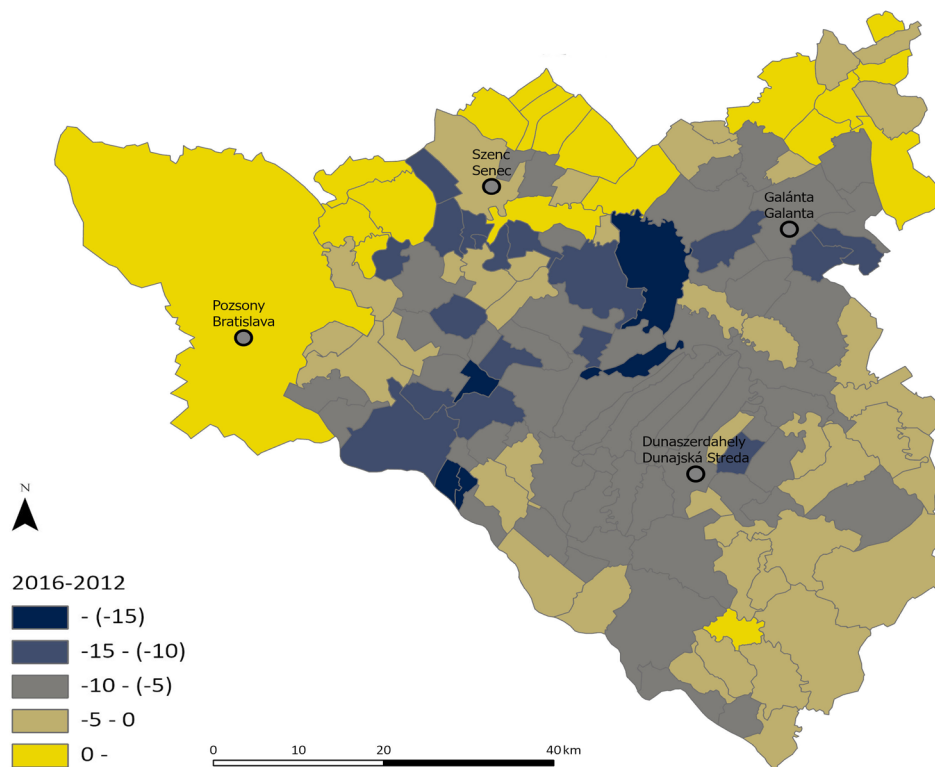 Szenc
Senec
Galánta
Galanta
Pozsony
Bratislava
Dunaszerdahely
Dunajská Streda
N
2016-2012
- (-15)
-15 - (-10)
-10 - (-5)
-5 - 0
0 -
0 10 20 40 km